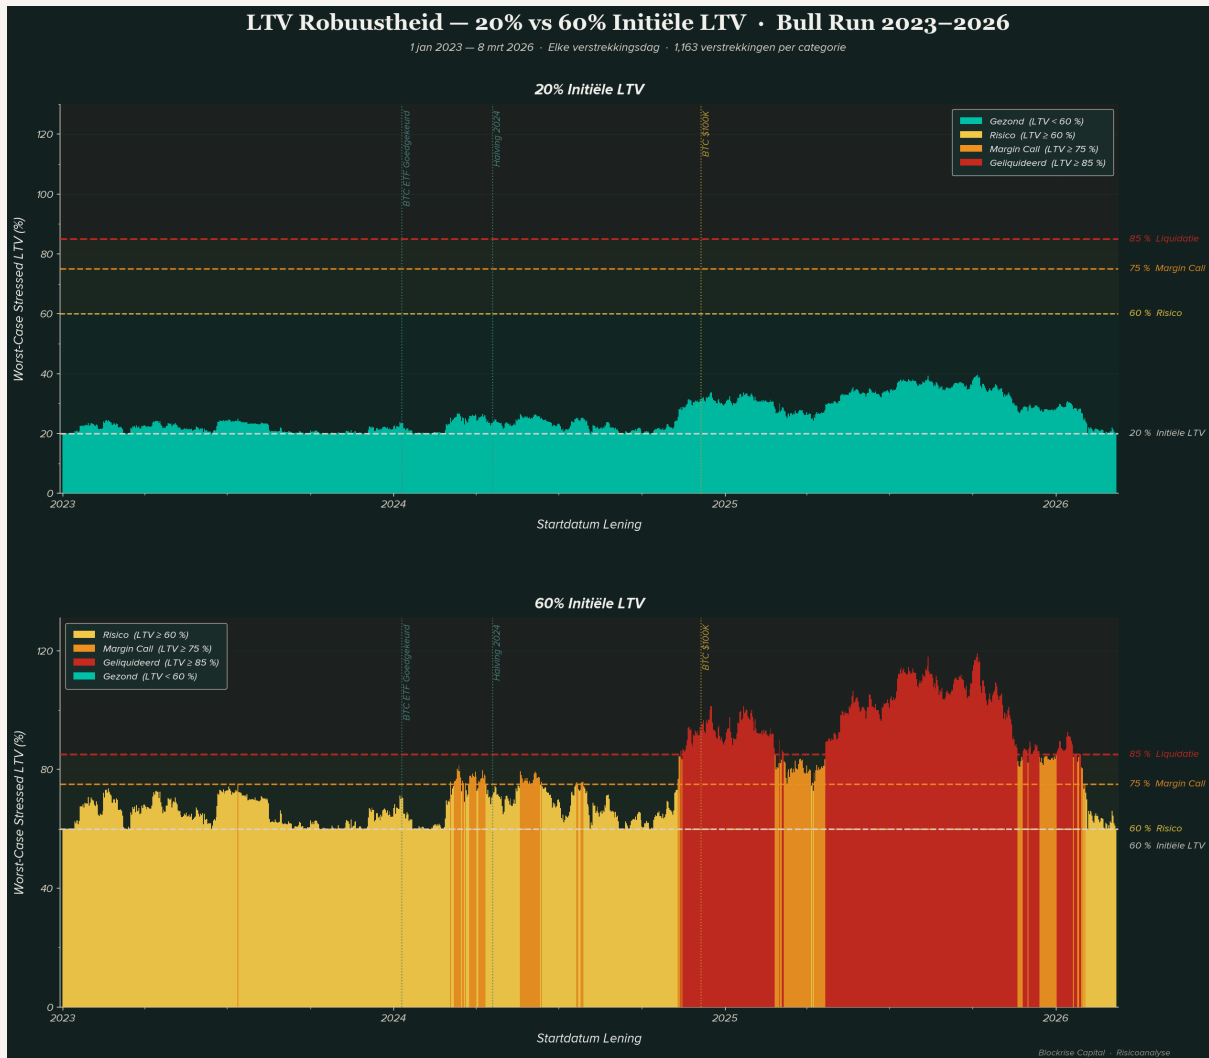 LTV Robuustheid — 20% vs 60% Initiële LTV · Bull Run 2023–2026
1 jan 2023 — 8 mrt 2026 · Elke verstrekkingsdag · 1,163 verstrekkingen per categorie
20% Initiële LTV
Worst-Case Stressed LTV (%)
120
100
80
60
40
20
0
BTC ETF Goedgekeurd
Halving 2024
BTC $100K
Gezond (LTV < 60 %)
Risico (LTV ≥ 60 %)
Margin Call (LTV ≥ 75 %)
Geliquideerd (LTV ≥ 85 %)
85 % Liquidatie
75 % Margin Call
60 % Risico
20 % Initiële LTV
2023 2024 2025 2026
Startdatum Lening
60% Initiële LTV
Worst-Case Stressed LTV (%)
120
80
40
0
Risico (LTV ≥ 60 %)
Margin Call (LTV ≥ 75 %)
Geliquideerd (LTV ≥ 85 %)
Gezond (LTV < 60 %)
BTC ETF Goedgekeurd
Halving 2024
BTC $100K
85 % Liquidatie
75 % Margin Call
60 % Risico
60 % Initiële LTV
2023 2024 2025 2026
Startdatum Lening
Blockrise Capital · Risicoanalyse